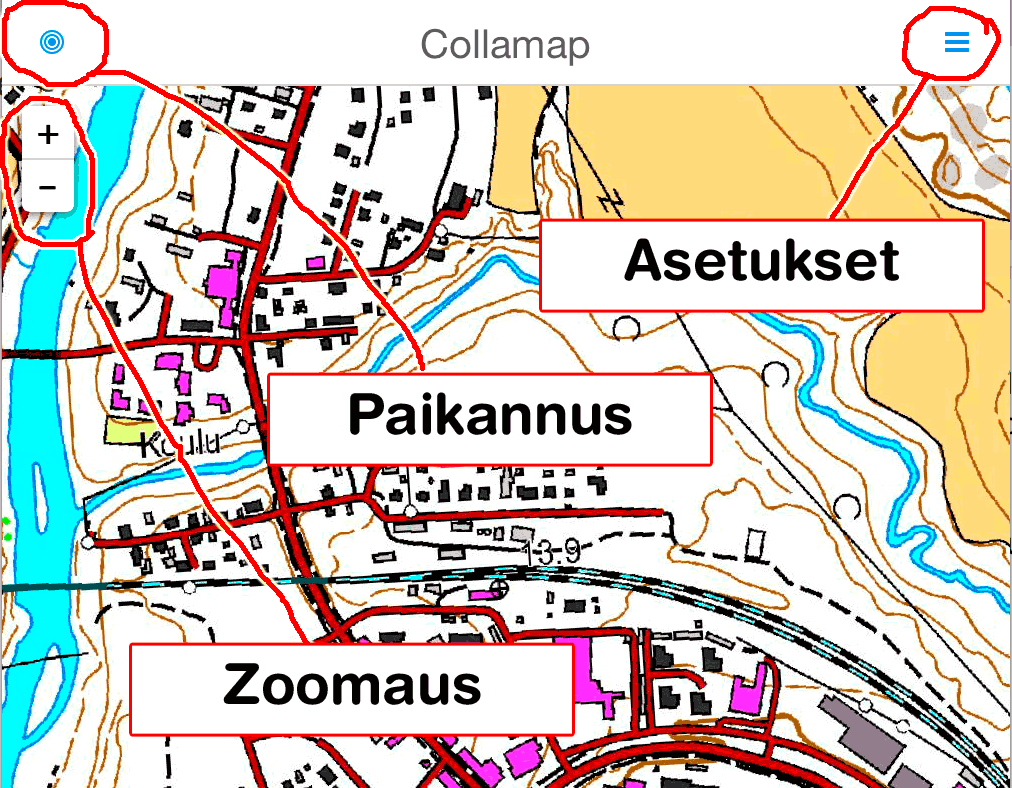 Collamap
+
−
Asetukset
Paikannus
Koulu
13.9
Zoomaus